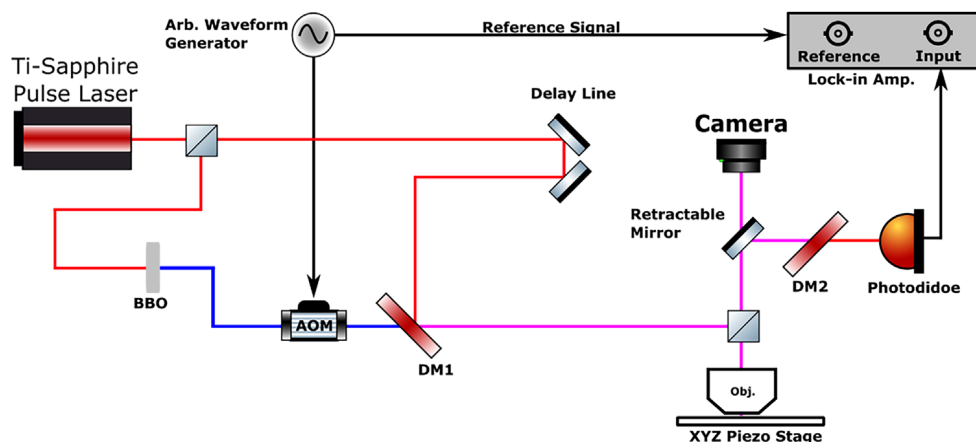 Arb. Waveform
Generator
Reference Signal
Reference
Input
Lock-in Amp.
Ti-Sapphire
Pulse Laser
Delay Line
Camera
Retractable
Mirror
BBO
AOM
DM1
DM2
Photodidoe
Obj.
XYZ Piezo Stage